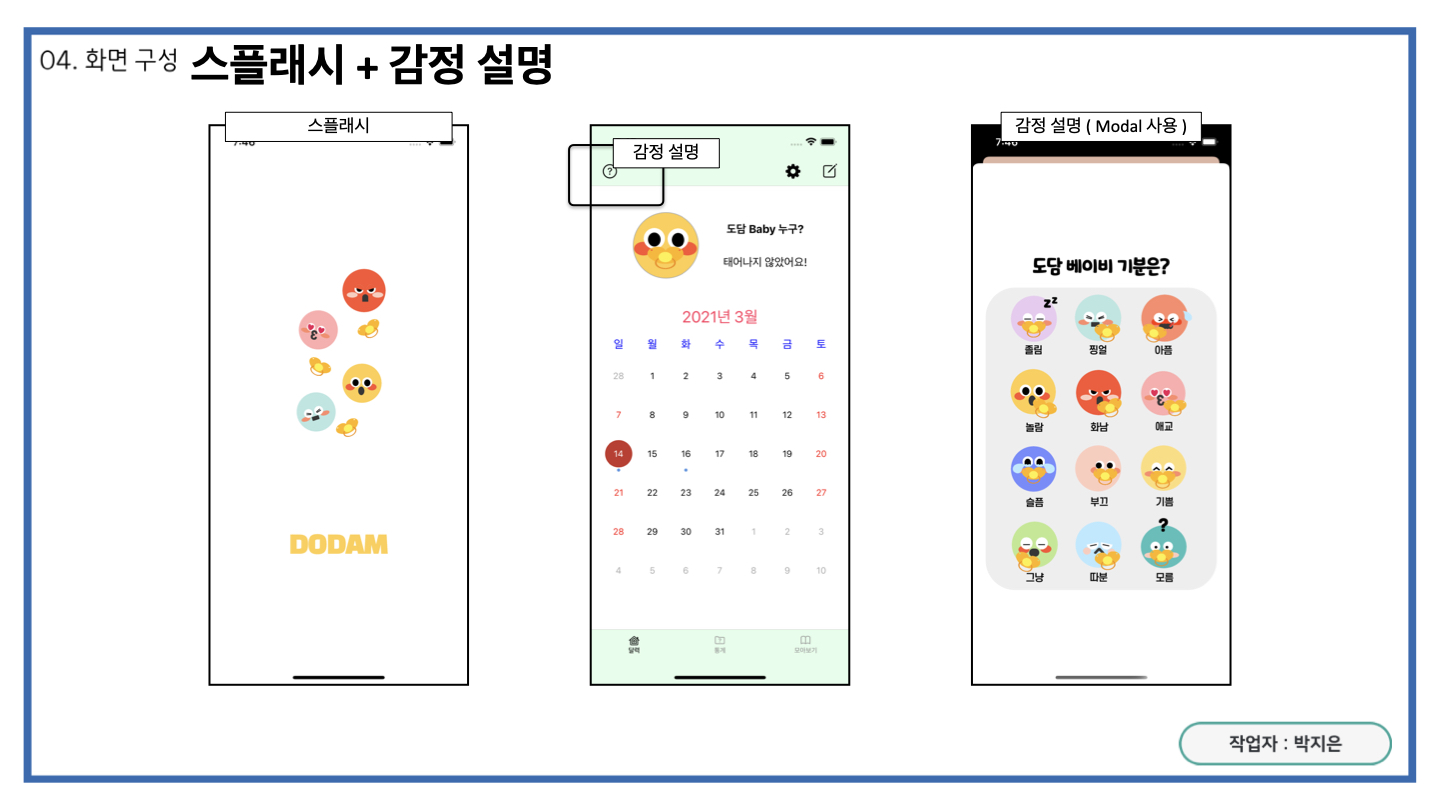 04. 화면 구성 스플래시 + 감정 설명
스플래시
7:46
DODAM
감정 설명
?
도담 Baby 누구?
태어나지 않았어요!
2021년 3월
일 월 화 수 목 금 토
28 1 2 3 4 5 6
7 8 9 10 11 12 13
14 15 16 17 18 19 20
21 22 23 24 25 26 27
28 29 30 31 1 2 3
4 5 6 7 8 9 10
달력 통계 모아보기
감정 설명 ( Modal 사용 )
7:46
도담 베이비 기분은?
zz
졸림 찡얼 아픔
놀람 화남 애교
슬픔 부끄 기쁨
?
그냥 따분 모름
작업자 : 박지은